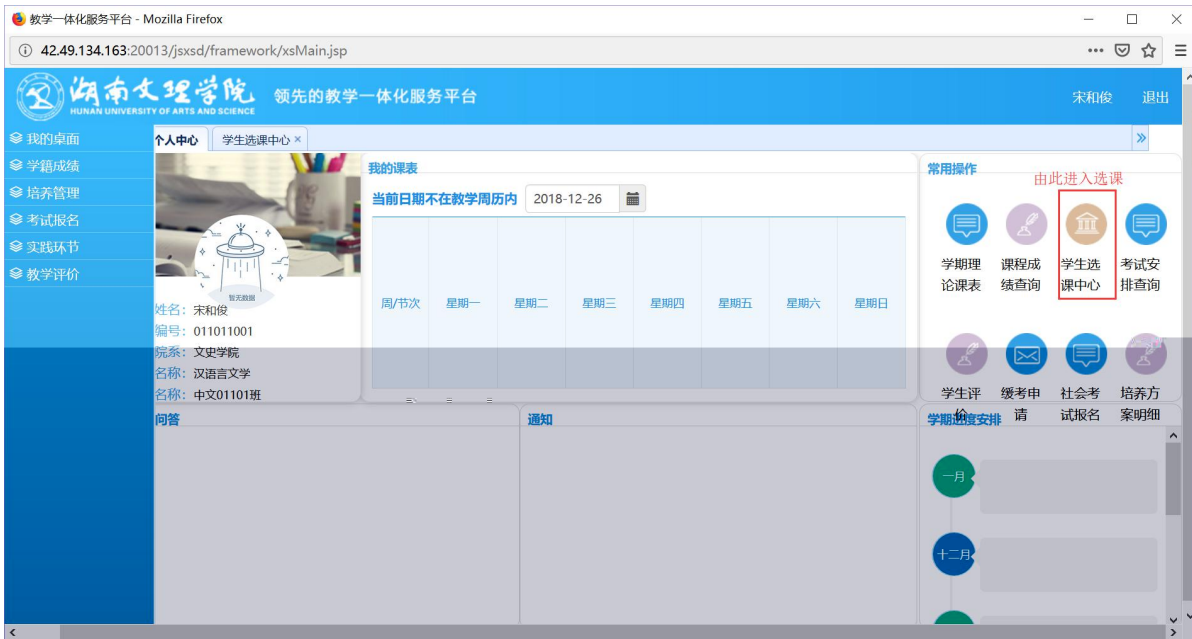 教学一体化服务平台 - Mozilla Firefox
42.49.134.163:20013/jsxsd/framework/xsMain.jsp
湖南文理学院
HUNAN UNIVERSITY OF ARTS AND SCIENCE
领先的教学一体化服务平台
宋和俊 退出
我的桌面
学籍成绩
培养管理
考试报名
实践环节
教学评价
个人中心 学生选课中心 ×
暂无数据
姓名：宋和俊
编号：011011001
院系：文史学院
名称：汉语言文学
名称：中文01101班
我的课表
当前日期不在教学周历内 2018-12-26
周/节次 星期一 星期二 星期三 星期四 星期五 星期六 星期日
常用操作
由此进入选课
学期理论课表
课程成绩查询
学生选课中心
考试安排查询
学生评价
缓考申请
社会考试报名
培养方案明细
问答
通知
学期进度安排
一月
十二月